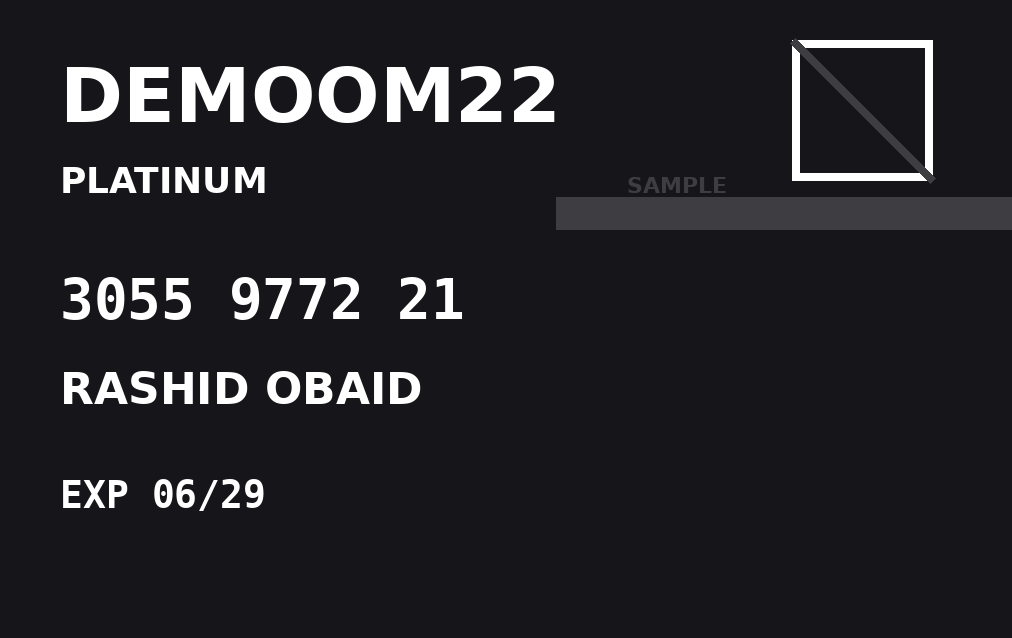 DEMOOM22
PLATINUM
SAMPLE
3055 9772 21
RASHID OBAID
EXP 06/29